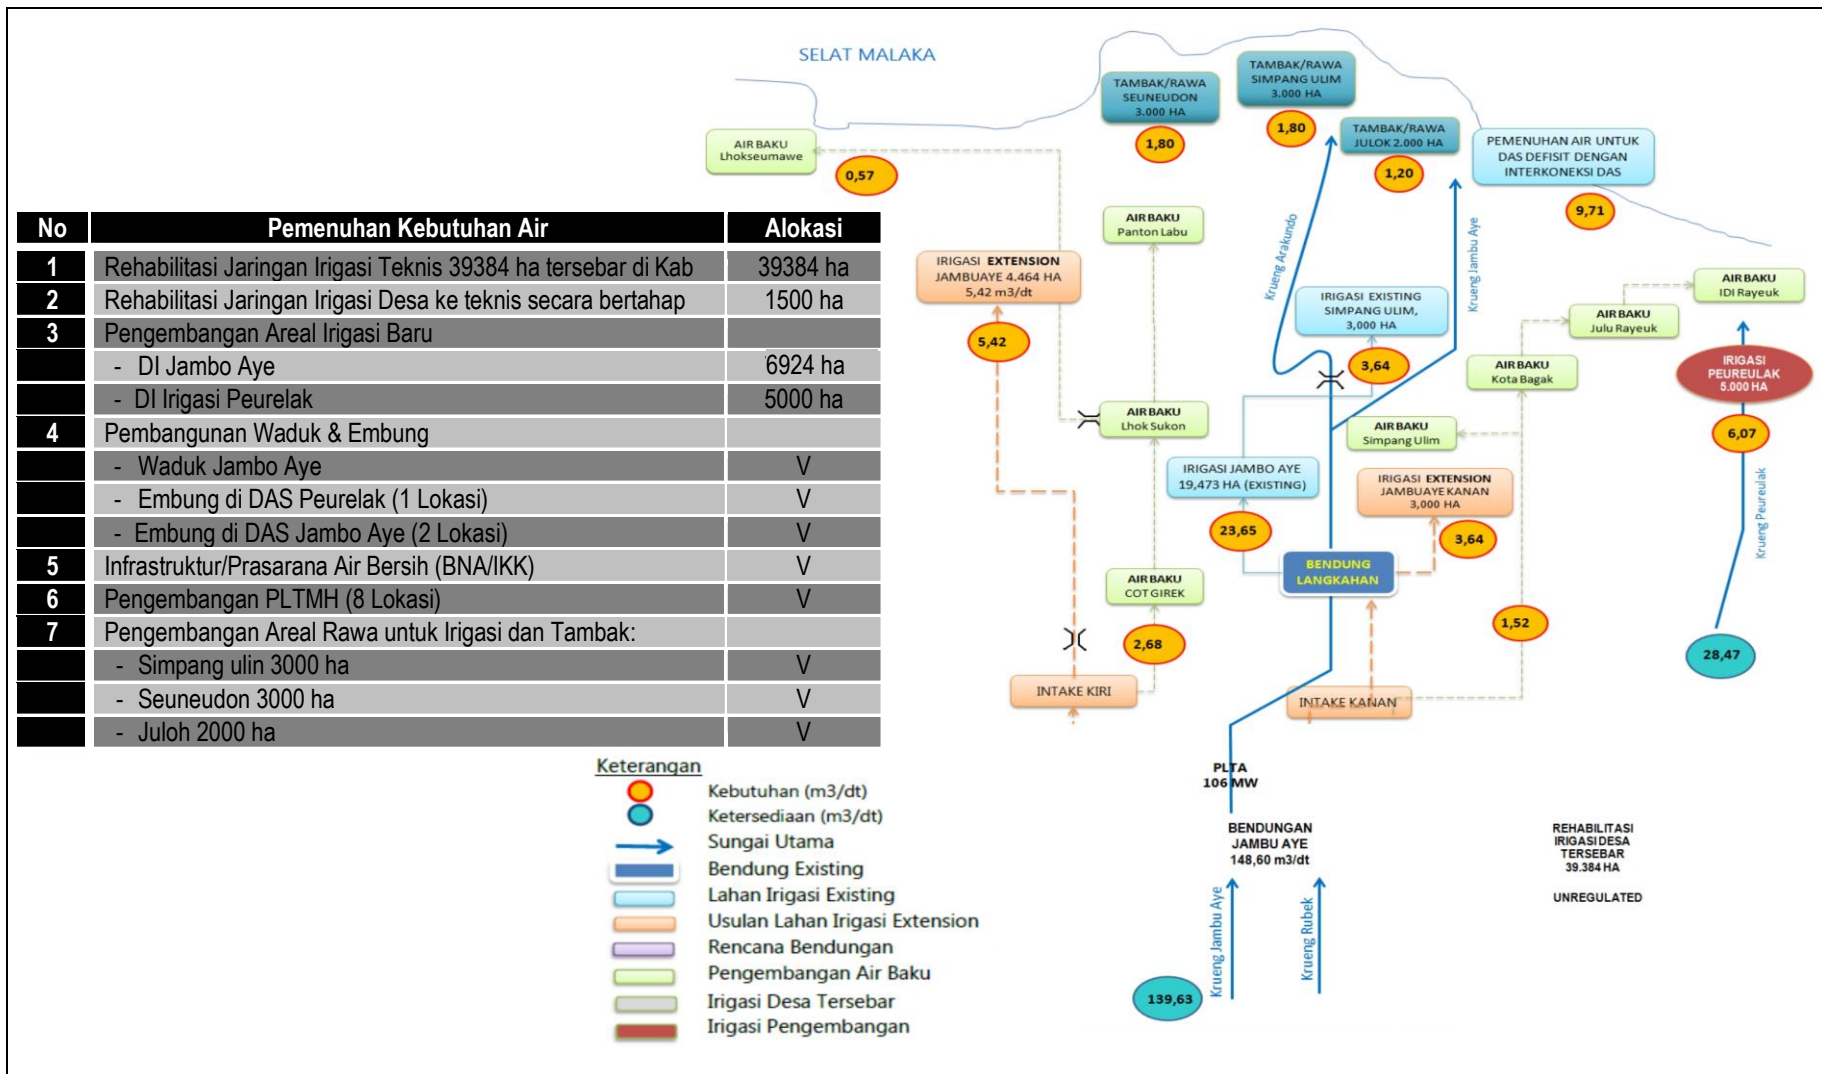 SELAT MALAKA
TAMBAK/RAWA
SEUNEUDON
3.000 HA
1,80
TAMBAK/RAWA
SIMPANG ULIM
3.000 HA
1,80
TAMBAK/RAWA
JULOK 2.000 HA
1,20
PEMENUHAN AIR UNTUK
DAS DEFISIT DENGAN
INTERKONEKSI DAS
9,71
AIR BAKU
Lhokseumawe
0,57
No Pemenuhan Kebutuhan Air Alokasi
1 Rehabilitasi Jaringan Irigasi Teknis 39384 ha tersebar di Kab 39384 ha
2 Rehabilitasi Jaringan Irigasi Desa ke teknis secara bertahap 1500 ha
3 Pengembangan Areal Irigasi Baru
- DI Jambo Aye 6924 ha
- DI Irigasi Peurelak 5000 ha
4 Pembangunan Waduk & Embung
- Waduk Jambo Aye V
- Embung di DAS Peurelak (1 Lokasi) V
- Embung di DAS Jambo Aye (2 Lokasi) V
5 Infrastruktur/Prasarana Air Bersih (BNA/IKK) V
6 Pengembangan PLTMH (8 Lokasi) V
7 Pengembangan Areal Rawa untuk Irigasi dan Tambak:
- Simpang ulin 3000 ha V
- Seuneudon 3000 ha V
- Juloh 2000 ha V
AIR BAKU
Panton Labu
IRIGASI EXTENSION
JAMBUAYE 4.464 HA
5,42 m3/dt
5,42
Krueng Arakundo
Krueng Jambu Aye
IRIGASI EXISTING
SIMPANG ULIM,
3,000 HA
3,64
AIR BAKU
IDI Rayeuk
AIR BAKU
Julu Rayeuk
AIR BAKU
Kota Bagak
IRIGASI
PEUREULAK
5.000 HA
6,07
Krueng Peureulak
28,47
AIR BAKU
Lhok Sukon
AIR BAKU
Simpang Ulim
IRIGASI JAMBO AYE
19,473 HA (EXISTING)
23,65
IRIGASI EXTENSION
JAMBUAYE KANAN
3,000 HA
3,64
BENDUNG
LANGKAHAN
AIR BAKU
COT GIREK
2,68
1,52
INTAKE KIRI
INTAKE KANAN
PLTA
106 MW
BENDUNGAN
JAMBU AYE
148,60 m3/dt
Krueng Jambu Aye
Krueng Rubek
139,63
REHABILITASI
IRIGASI DESA
TERSEBAR
39.384 HA
UNREGULATED
Keterangan
Kebutuhan (m3/dt)
Ketersediaan (m3/dt)
Sungai Utama
Bendung Existing
Lahan Irigasi Existing
Usulan Lahan Irigasi Extension
Rencana Bendungan
Pengembangan Air Baku
Irigasi Desa Tersebar
Irigasi Pengembangan